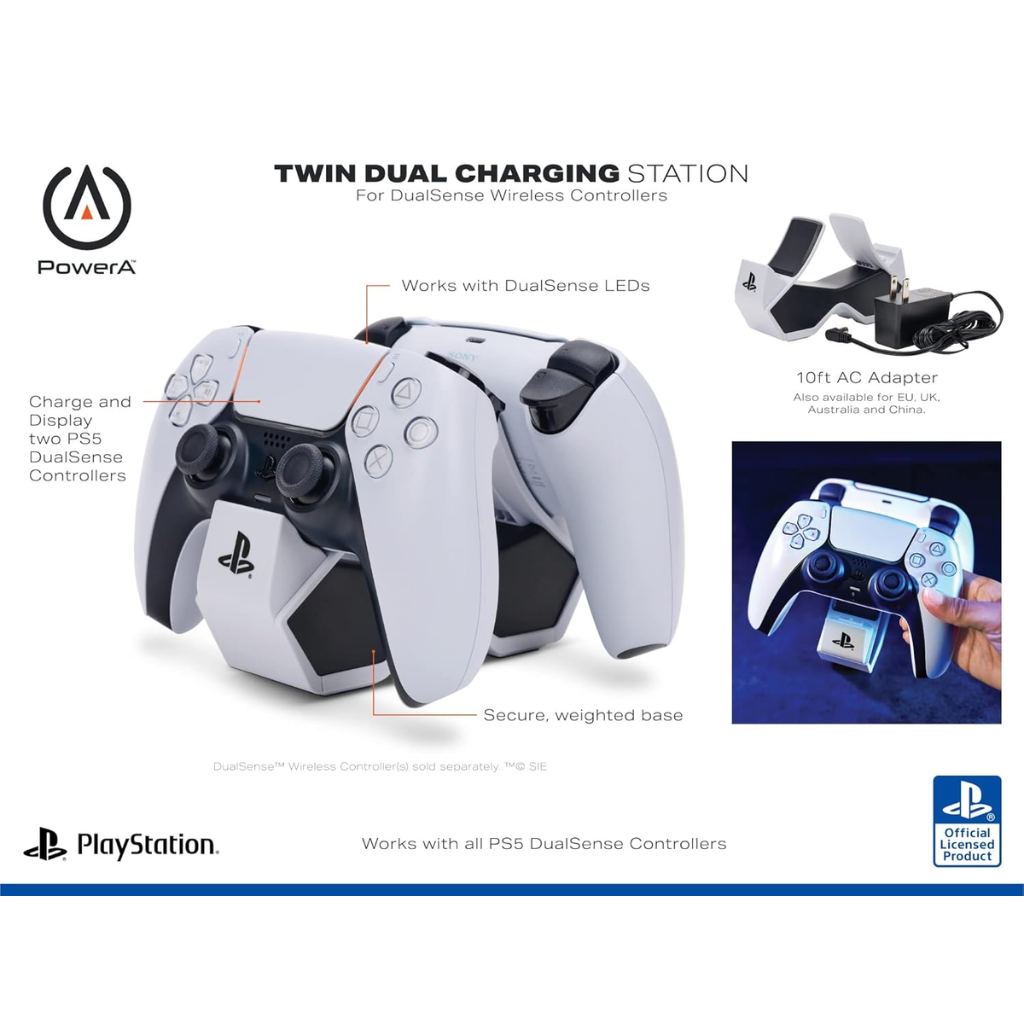 TWIN DUAL CHARGING STATION
For DualSense Wireless Controllers
PowerA™
Works with DualSense LEDs
Charge and
Display
two PS5
DualSense
Controllers
SONY
10ft AC Adapter
Also available for EU, UK,
Australia and China.
Secure, weighted base
DualSense™ Wireless Controller(s) sold separately. ™© SIE
PlayStation®
Works with all PS5 DualSense Controllers
®
Official
Licensed
Product